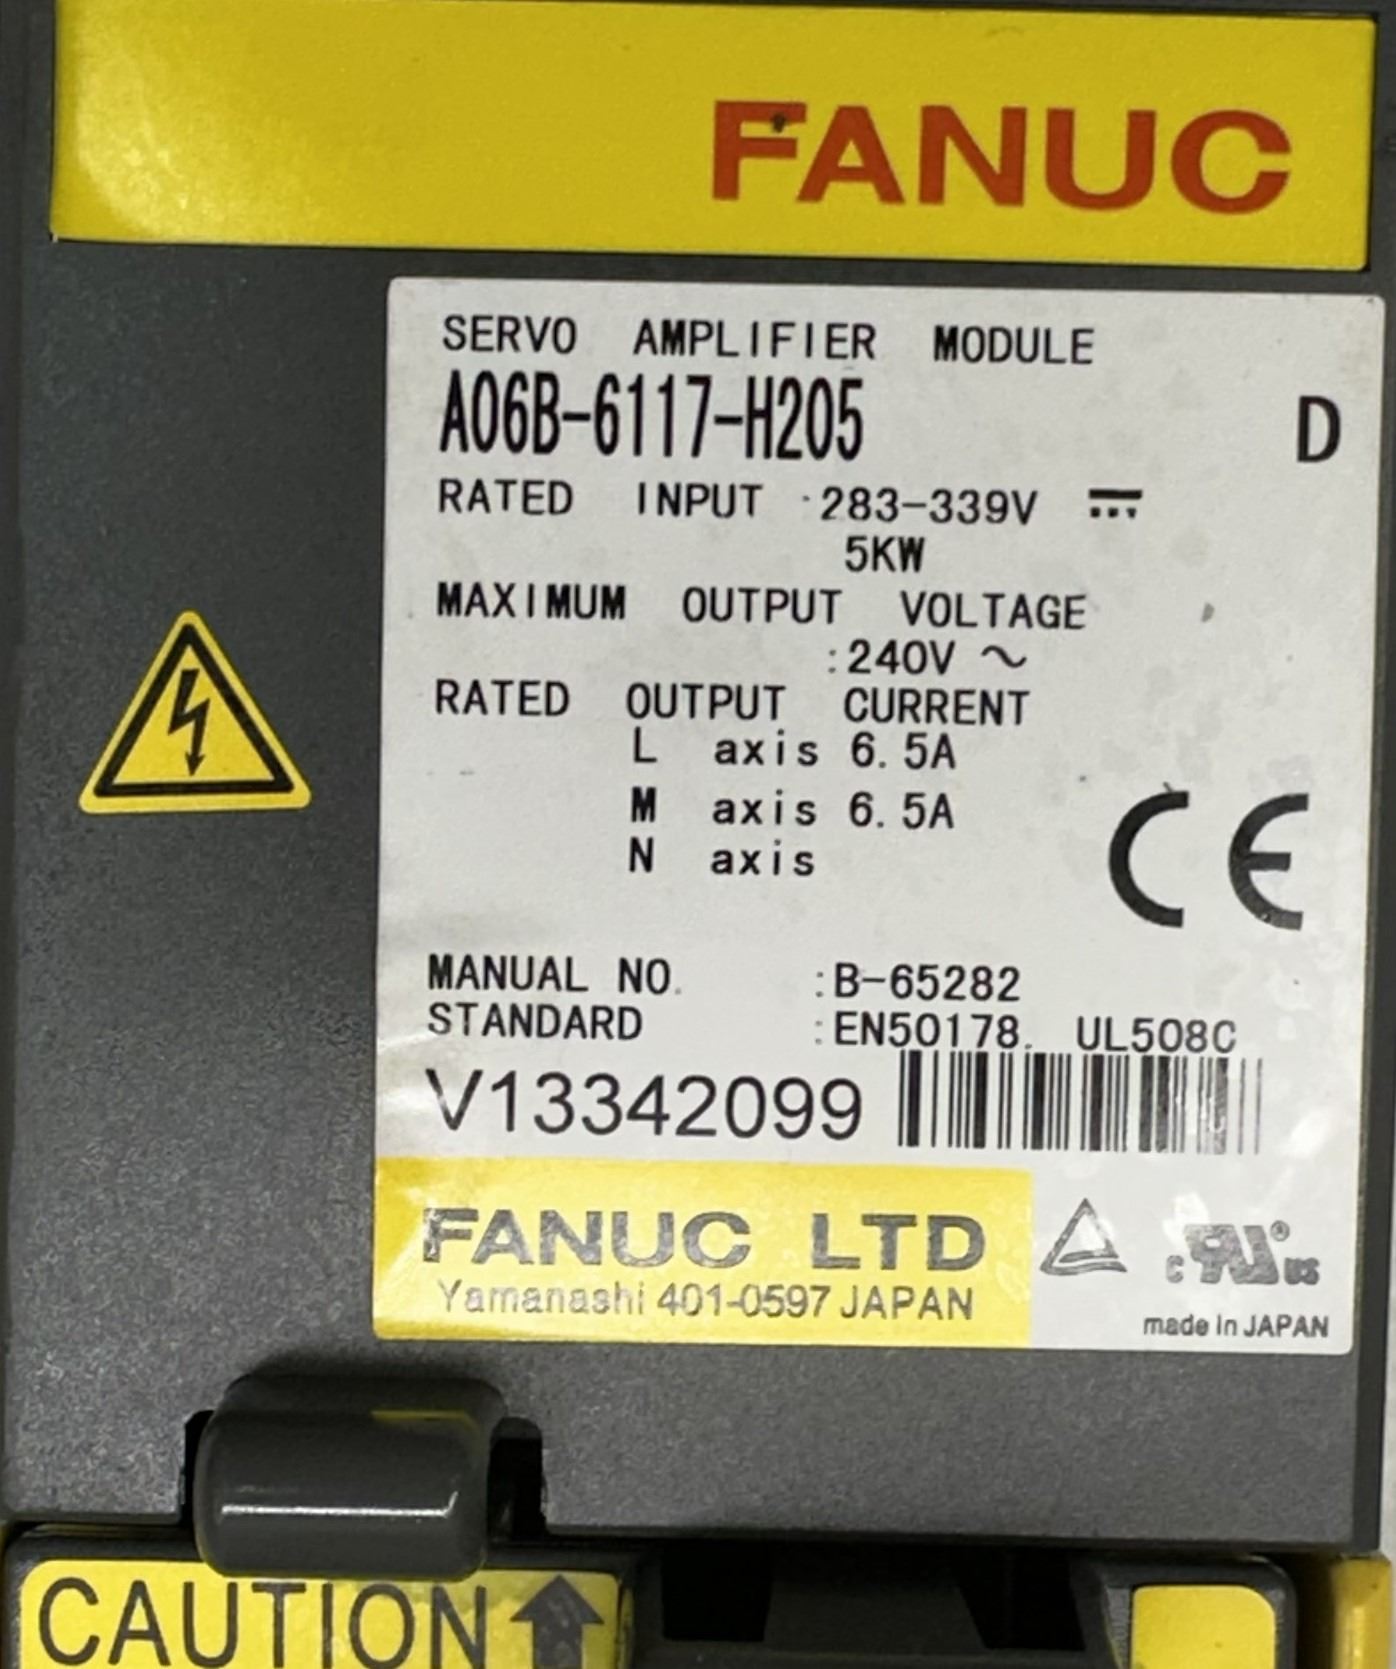 FANUC
SERVO AMPLIFIER MODULE
A06B-6117-H205 D
RATED INPUT :283-339V ⎓
5KW
MAXIMUM OUTPUT VOLTAGE
:240V ~
RATED OUTPUT CURRENT
L axis 6.5A
M axis 6.5A
N axis
CE
MANUAL NO. :B-65282
STANDARD :EN50178. UL508C
V13342099
FANUC LTD
Yamanashi 401-0597 JAPAN
c RU ® US
made in JAPAN
CAUTION